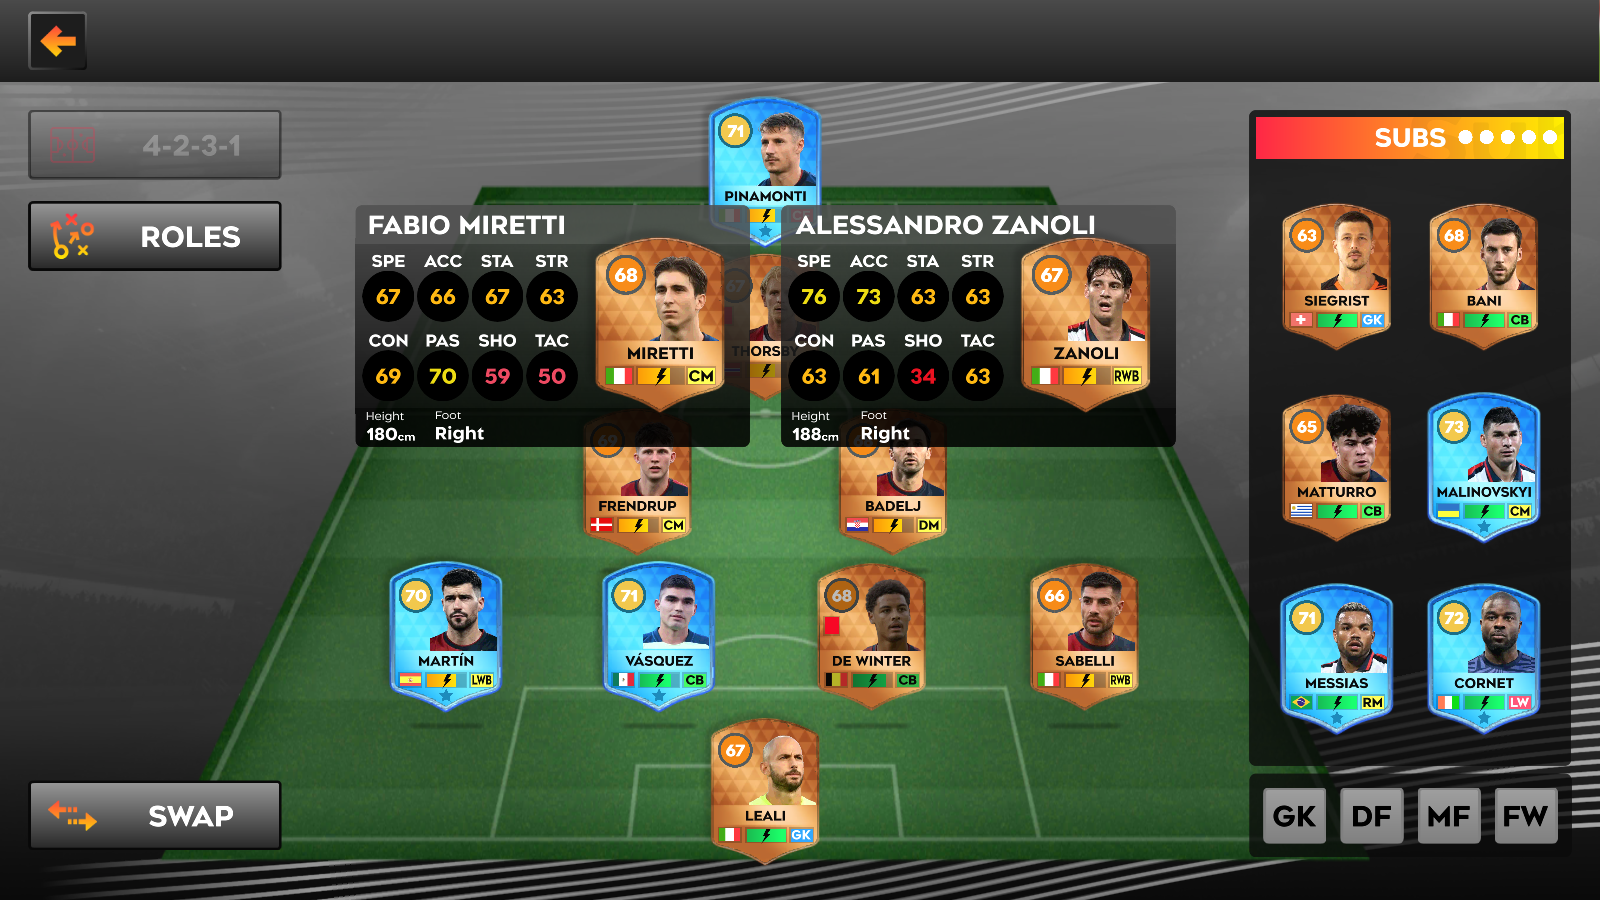 4-2-3-1
ROLES
SWAP
71
PINAMONTI
FABIO MIRETTI
SPE ACC STA STR
67 66 67 63
CON PAS SHO TAC
69 70 59 50
Height Foot
180cm Right
68
MIRETTI
CM
67
THORSBY
ALESSANDRO ZANOLI
SPE ACC STA STR
76 73 63 63
CON PAS SHO TAC
63 61 34 63
Height Foot
188cm Right
67
ZANOLI
RWB
69
FRENDRUP
CM
BADELJ
DM
70
MARTÍN
LWB
71
VÁSQUEZ
CB
68
DE WINTER
CB
66
SABELLI
RWB
67
LEALI
GK
SUBS
63
SIEGRIST
GK
68
BANI
CB
65
MATTURRO
CB
73
MALINOVSKYI
CM
71
MESSIAS
RM
72
CORNET
LW
GK DF MF FW